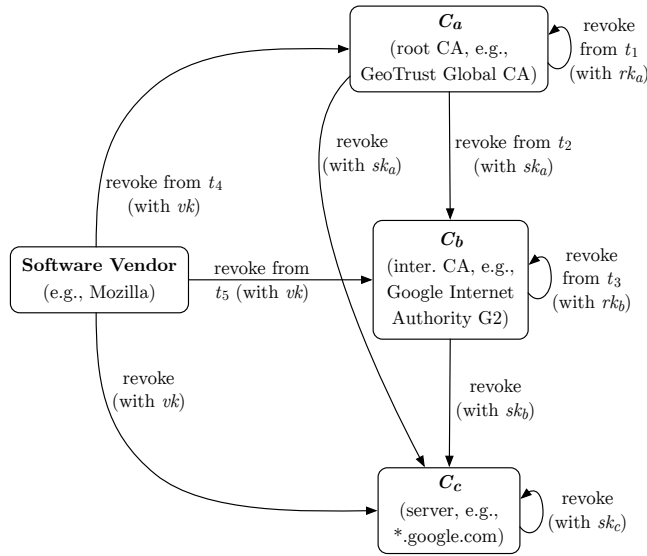 C_a
(root CA, e.g.,
GeoTrust Global CA)
revoke
from t_1
(with rk_a)
revoke
(with sk_a)
revoke from t_2
(with sk_a)
revoke from t_4
(with vk)
Software Vendor
(e.g., Mozilla)
revoke from
t_5 (with vk)
C_b
(inter. CA, e.g.,
Google Internet
Authority G2)
revoke
from t_3
(with rk_b)
revoke
(with vk)
revoke
(with sk_b)
C_c
(server, e.g.,
*.google.com)
revoke
(with sk_c)